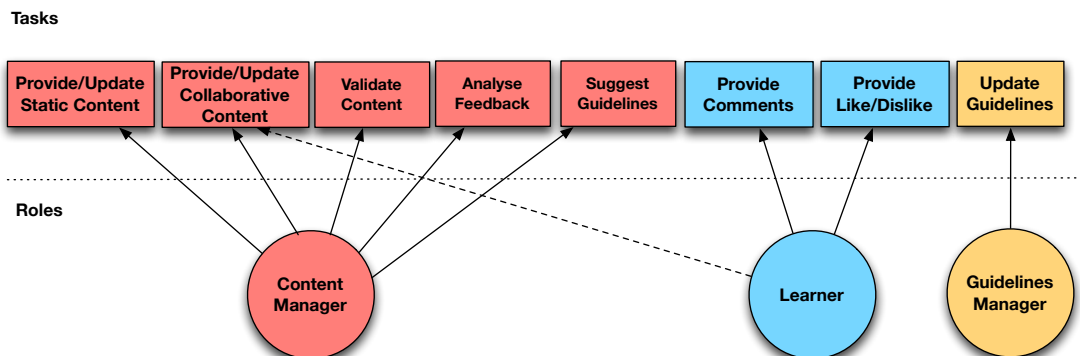 Tasks
Provide/Update
Static Content
Provide/Update
Collaborative
Content
Validate
Content
Analyse
Feedback
Suggest
Guidelines
Provide
Comments
Provide
Like/Dislike
Update
Guidelines
Roles
Content
Manager
Learner
Guidelines
Manager